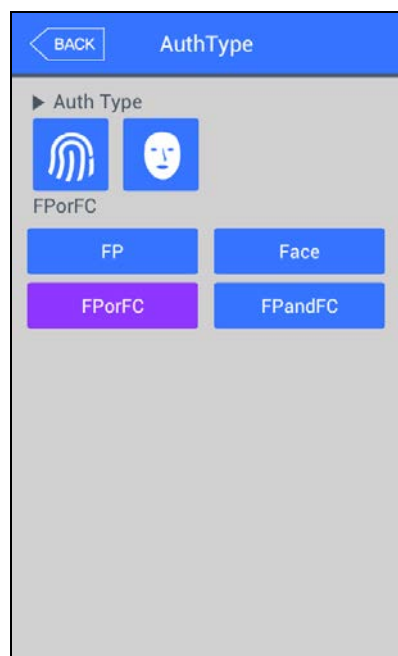 BACK
AuthType
▶ Auth Type
FPorFC
FP
Face
FPorFC
FPandFC